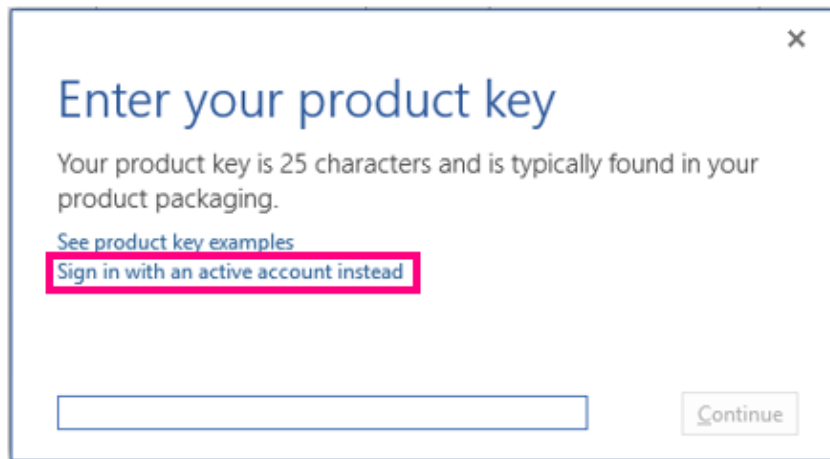 ×
Enter your product key
Your product key is 25 characters and is typically found in your
product packaging.
See product key examples
Sign in with an active account instead
Continue